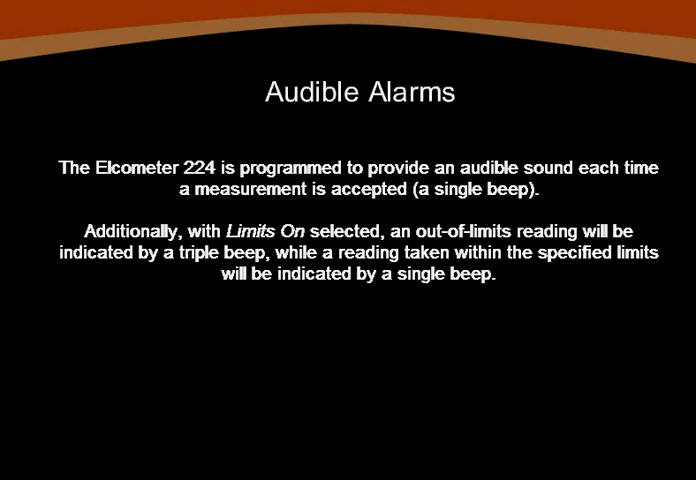 Audible Alarms
The Elcometer 224 is programmed to provide an audible sound each time
a measurement is accepted (a single beep).
Additionally, with Limits On selected, an out-of-limits reading will be
indicated by a triple beep, while a reading taken within the specified limits
will be indicated by a single beep.